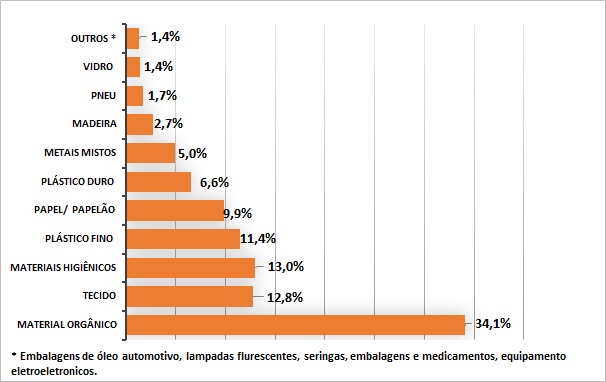 OUTROS * 1,4%
VIDRO 1,4%
PNEU 1,7%
MADEIRA 2,7%
METAIS MISTOS 5,0%
PLÁSTICO DURO 6,6%
PAPEL/ PAPELÃO 9,9%
PLÁSTICO FINO 11,4%
MATERIAIS HIGIÊNICOS 13,0%
TECIDO 12,8%
MATERIAL ORGÂNICO 34,1%
* Embalagens de óleo automotivo, lampadas flurescentes, seringas, embalagens e medicamentos, equipamento
eletroeletronicos.